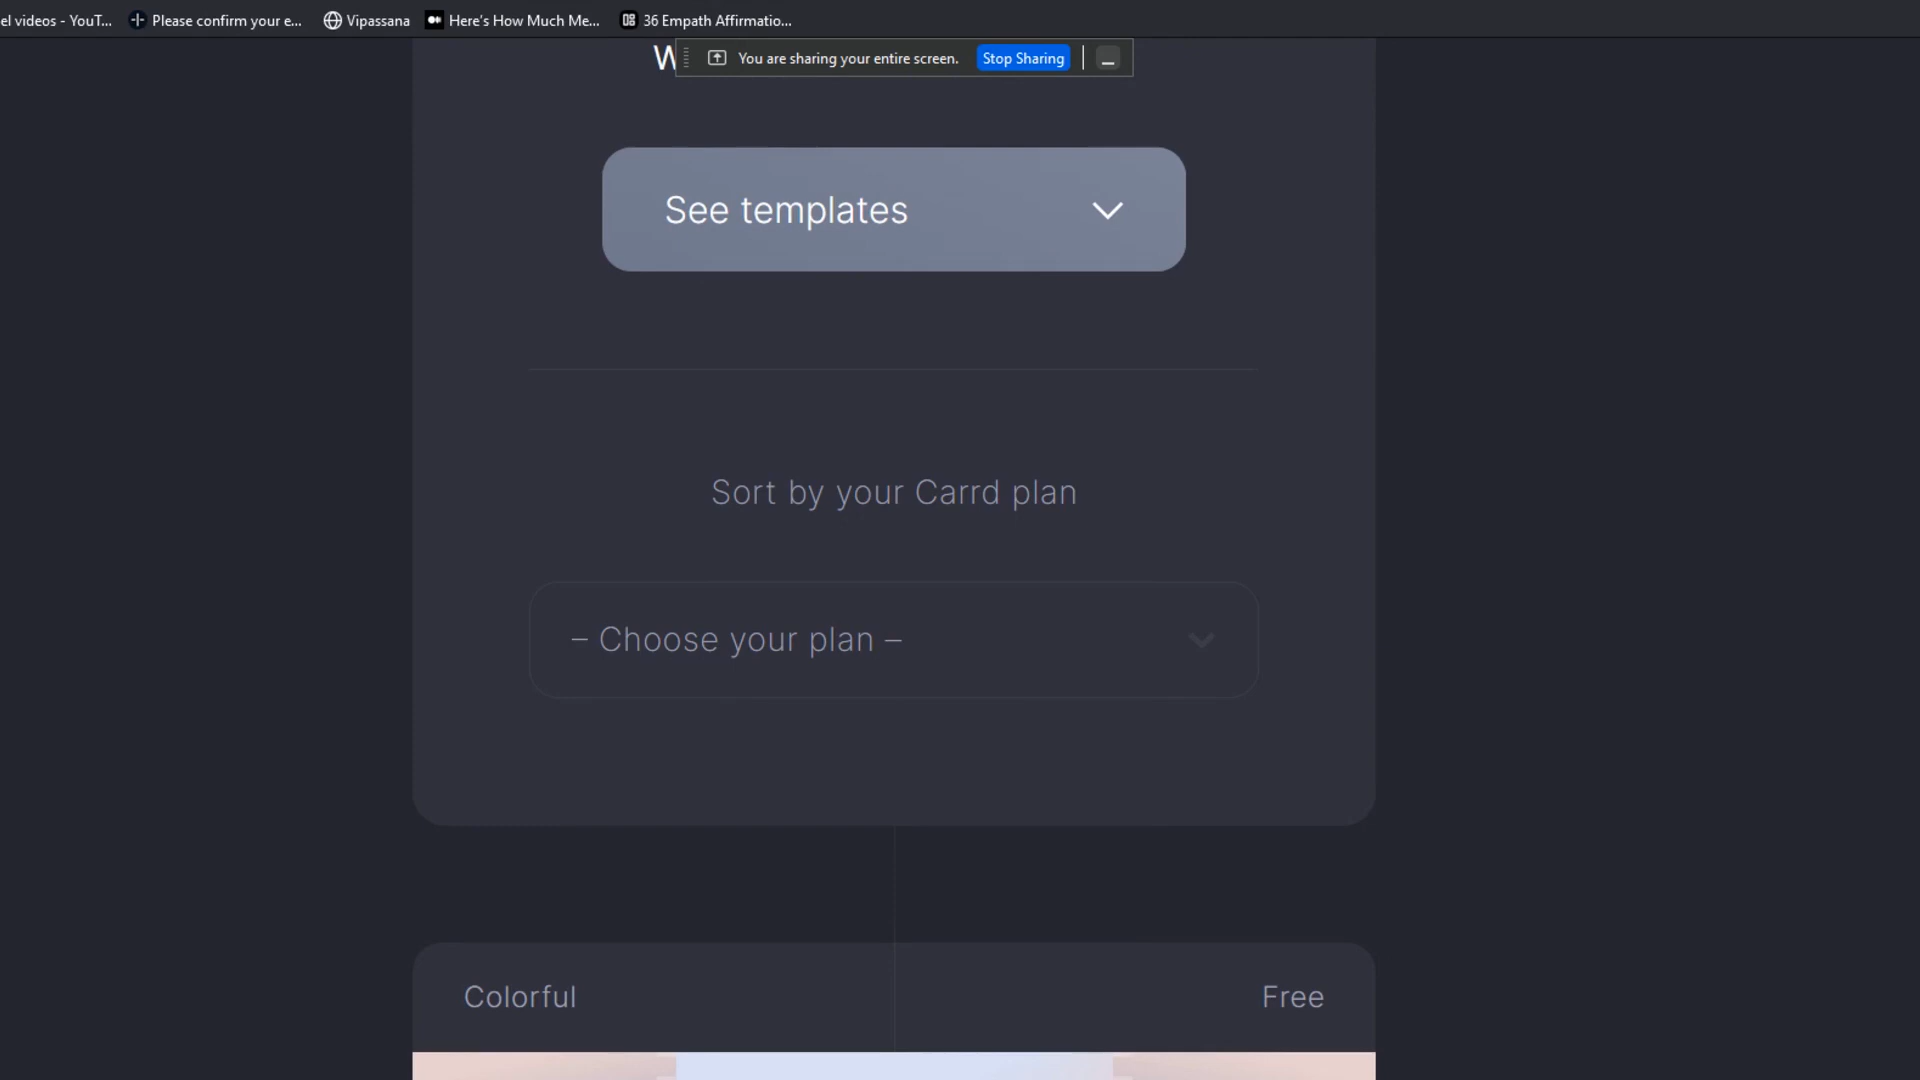 el videos - YouT... Please confirm your e... Vipassana Here's How Much Me... 36 Empath Affirmatio...
You are sharing your entire screen. Stop Sharing
See templates
Sort by your Carrd plan
– Choose your plan –
Colorful Free